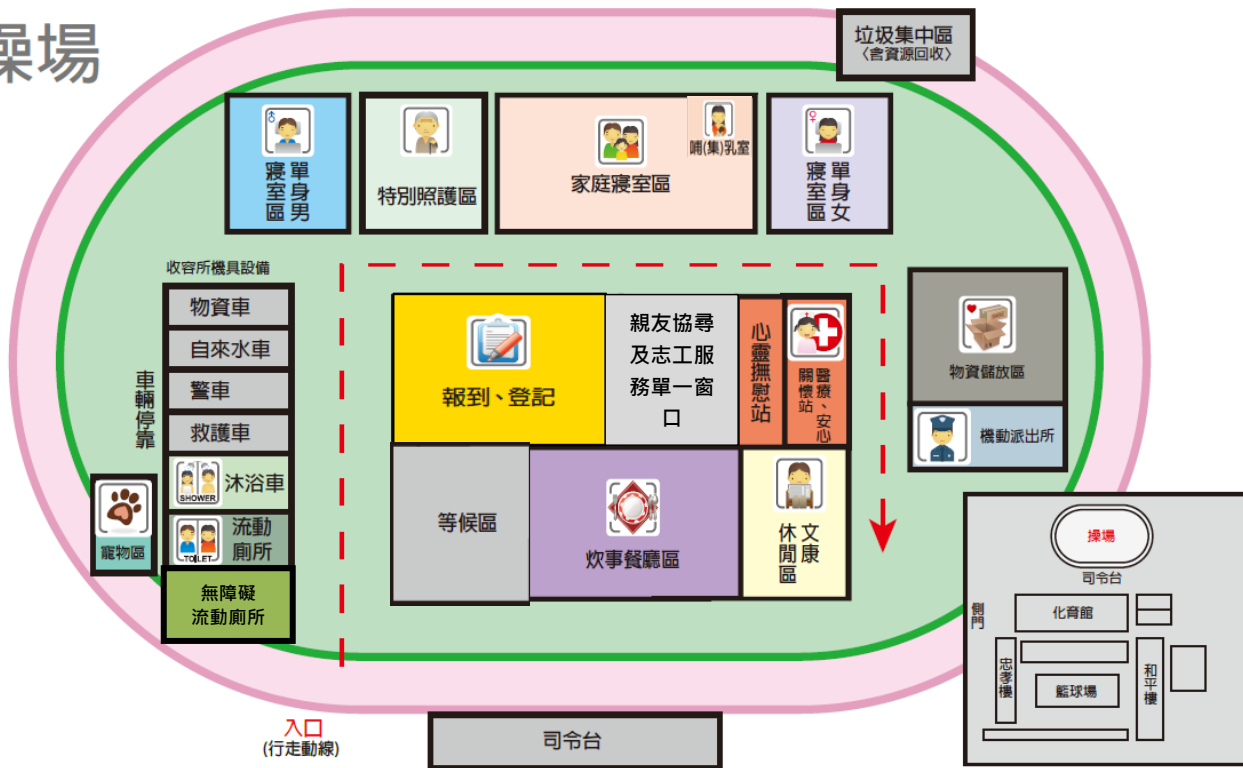 操場
垃圾集中區
〈含資源回收〉
單身男
寢室區
特別照護區
家庭寢室區
哺(集)乳室
單身女
寢室區
收容所機具設備
物資車
自來水車
警車
救護車
SHOWER
沐浴車
TOILET
流動
廁所
無障礙
流動廁所
車輛停靠
寵物區
報到、登記
親友協尋
及志工服
務單一窗
口
心靈撫慰站
醫療、安心
關懷站
等候區
炊事餐廳區
文康
休閒區
物資儲放區
機動派出所
入口
(行走動線)
司令台
操場
司令台
側門
化育館
忠孝樓
籃球場
和平樓